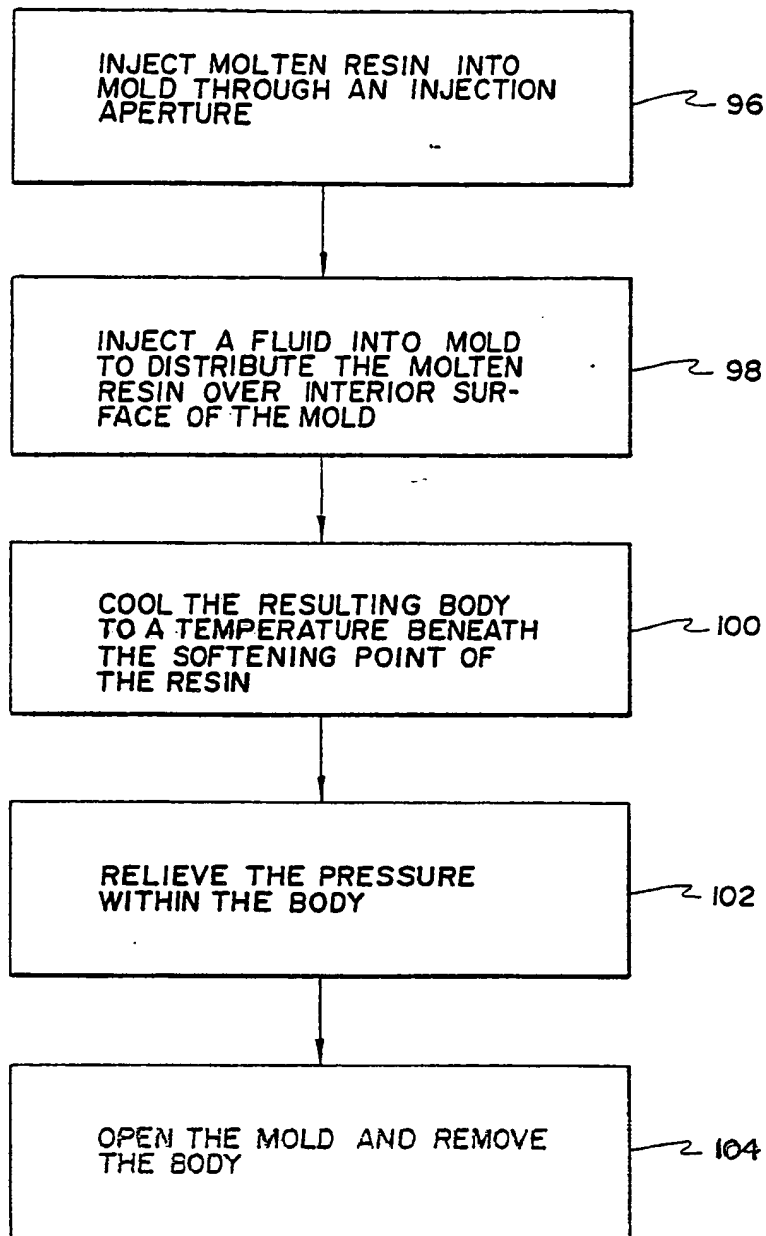 INJECT MOLTEN RESIN INTO
MOLD THROUGH AN INJECTION
APERTURE
96
INJECT A FLUID INTO MOLD
TO DISTRIBUTE THE MOLTEN
RESIN OVER INTERIOR SUR-
FACE OF THE MOLD
98
COOL THE RESULTING BODY
TO A TEMPERATURE BENEATH
THE SOFTENING POINT OF
THE RESIN
100
RELIEVE THE PRESSURE
WITHIN THE BODY
102
OPEN THE MOLD AND REMOVE
THE BODY
104